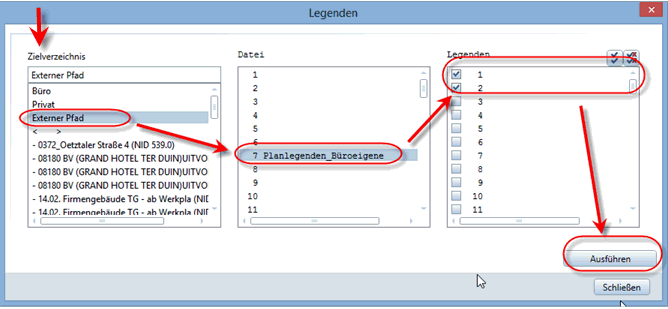 Legenden
Zielverzeichnis
Datei
Legenden
Externer Pfad
Büro
Privat
Externer Pfad
< >
- 0372_Oetztaler Straße 4 (NID 539.0)
- 08180 BV (GRAND HOTEL TER DUIN)UITVO
- 08180 BV (GRAND HOTEL TER DUIN)UITVO
- 08180 BV (GRAND HOTEL TER DUIN)UITVO
- 14.02. Firmengebäude TG - ab Werkpla (NID
- 14.02. Firmengebäude TG - ab Werkpla (NID
1
2
3
4
5
6
7 Planlegenden_Büroeigene
8
9
10
11
1
2
3
4
5
6
7
8
9
10
11
Ausführen
Schließen